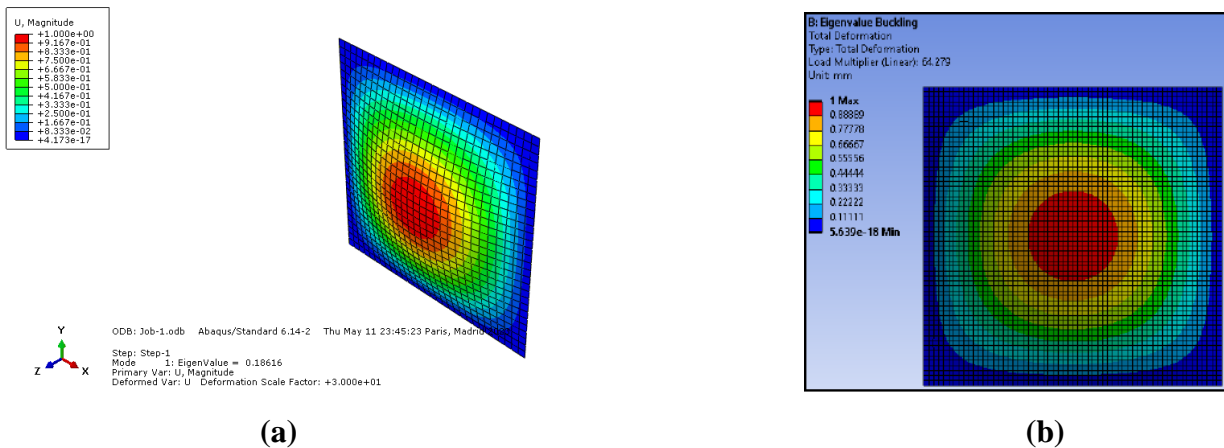 U, Magnitude
+1.000e+00
+9.167e-01
+8.333e-01
+7.500e-01
+6.667e-01
+5.833e-01
+5.000e-01
+4.167e-01
+3.333e-01
+2.500e-01
+1.667e-01
+8.333e-02
+4.173e-17
Y
Z
X
ODB: Job-1.odb Abaqus/Standard 6.14-2 Thu May 11 23:45:23 Paris, Madrid
Step: Step-1
Mode 1: EigenValue = 0.18616
Primary Var: U, Magnitude
Deformed Var: U Deformation Scale Factor: +3.000e+01
(a)
B: Eigenvalue Buckling
Total Deformation
Type: Total Deformation
Load Multiplier (Linear): 64.279
Unit: mm
1 Max
0.88889
0.77778
0.66667
0.55556
0.44444
0.33333
0.22222
0.11111
5.639e-18 Min
(b)